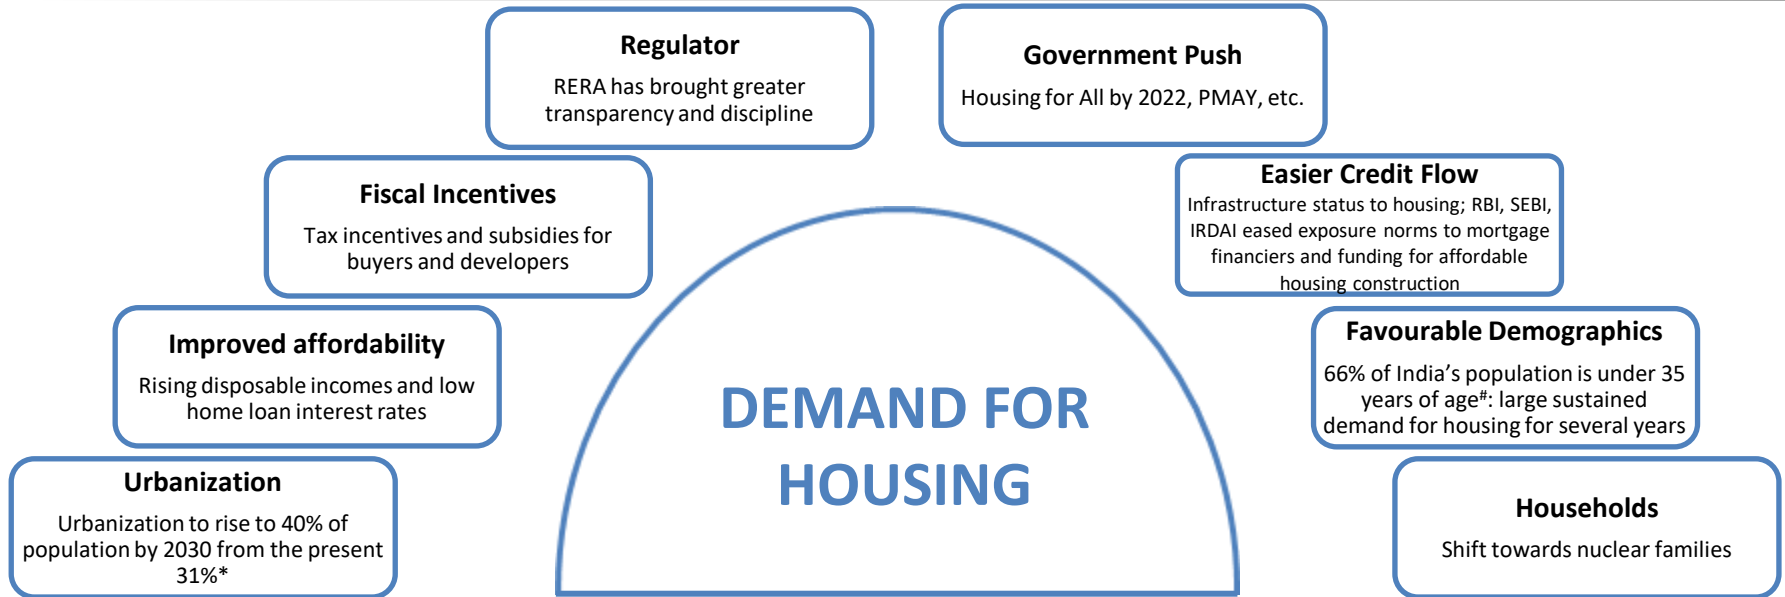 Regulator
RERA has brought greater
transparency and discipline
Government Push
Housing for All by 2022, PMAY, etc.
Fiscal Incentives
Tax incentives and subsidies for
buyers and developers
Easier Credit Flow
Infrastructure status to housing; RBI, SEBI,
IRDAI eased exposure norms to mortgage
financiers and funding for affordable
housing construction
Improved affordability
Rising disposable incomes and low
home loan interest rates
Favourable Demographics
66% of India’s population is under 35
years of age#: large sustained
demand for housing for several years
Urbanization
Urbanization to rise to 40% of
population by 2030 from the present
31%*
Households
Shift towards nuclear families
DEMAND FOR
HOUSING